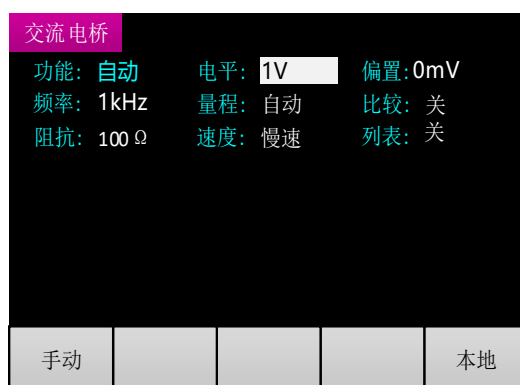 交流电桥
功能: 自动 电平: 1V 偏置: 0mV
频率: 1kHz 量程: 自动 比较: 关
阻抗: 100 Ω 速度: 慢速 列表: 关
手动 本地